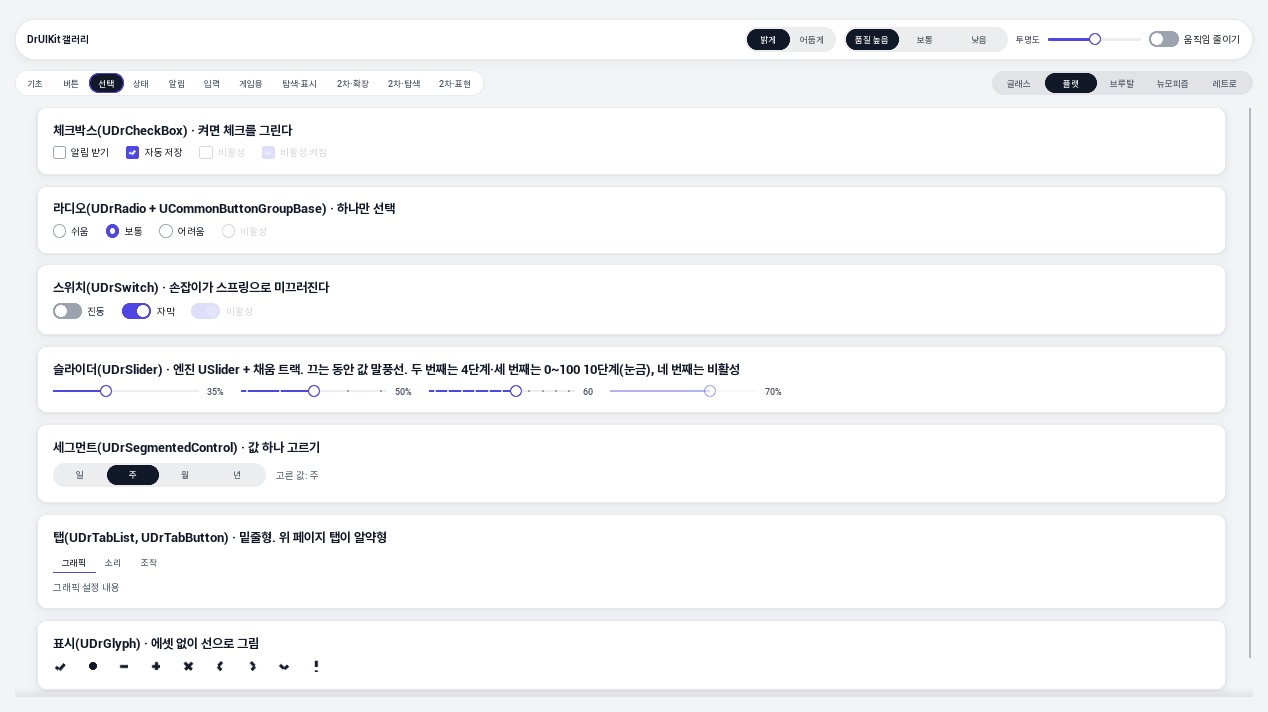 DrUIKit 갤러리
밝게 어둡게 품질 높음 보통 낮음 투명도 움직임 줄이기
기초 버튼 선택 상태 알림 입력 게임용 탐색·표시 2차·확장 2차·탐색 2차·표현
글래스 플랫 브루탈 뉴모피즘 레트로
체크박스(UDrCheckBox) · 켜면 체크를 그린다
알림 받기 자동 저장 비활성 비활성 켜짐
라디오(UDrRadio + UCommonButtonGroupBase) · 하나만 선택
쉬움 보통 어려움 비활성
스위치(UDrSwitch) · 손잡이가 스프링으로 미끄러진다
진동 자막 비활성
슬라이더(UDrSlider) · 엔진 USlider + 채움 트랙. 끄는 동안 값 말풍선. 두 번째는 4단계·세 번째는 0~100 10단계(눈금), 네 번째는 비활성
35% 50% 60 70%
세그먼트(UDrSegmentedControl) · 값 하나 고르기
일 주 월 년 고른 값: 주
탭(UDrTabList, UDrTabButton) · 밑줄형. 위 페이지 탭이 알약형
그래픽 소리 조작
그래픽 설정 내용
표시(UDrGlyph) · 에셋 없이 선으로 그림